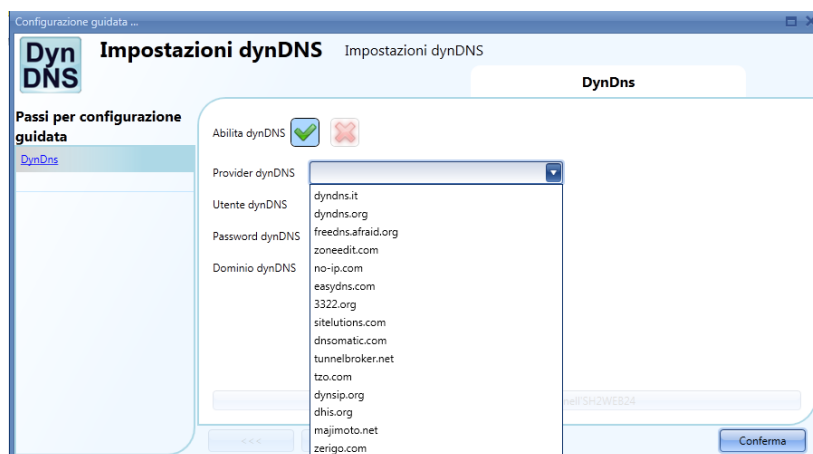 Configurazione guidata ...
Dyn
DNS
Impostazioni dynDNS Impostazioni dynDNS
DynDns
Passi per configurazione
guidata
DynDns
Abilita dynDNS
Provider dynDNS
Utente dynDNS
Password dynDNS
Dominio dynDNS
dyndns.it
dyndns.org
freedns.afraid.org
zoneedit.com
no-ip.com
easydns.com
3322.org
sitelutions.com
dnsomatic.com
tunnelbroker.net
tzo.com
dynsip.org
dhis.org
majimoto.net
zerigo.com
nell'SH2WEB24
<<<
Conferma